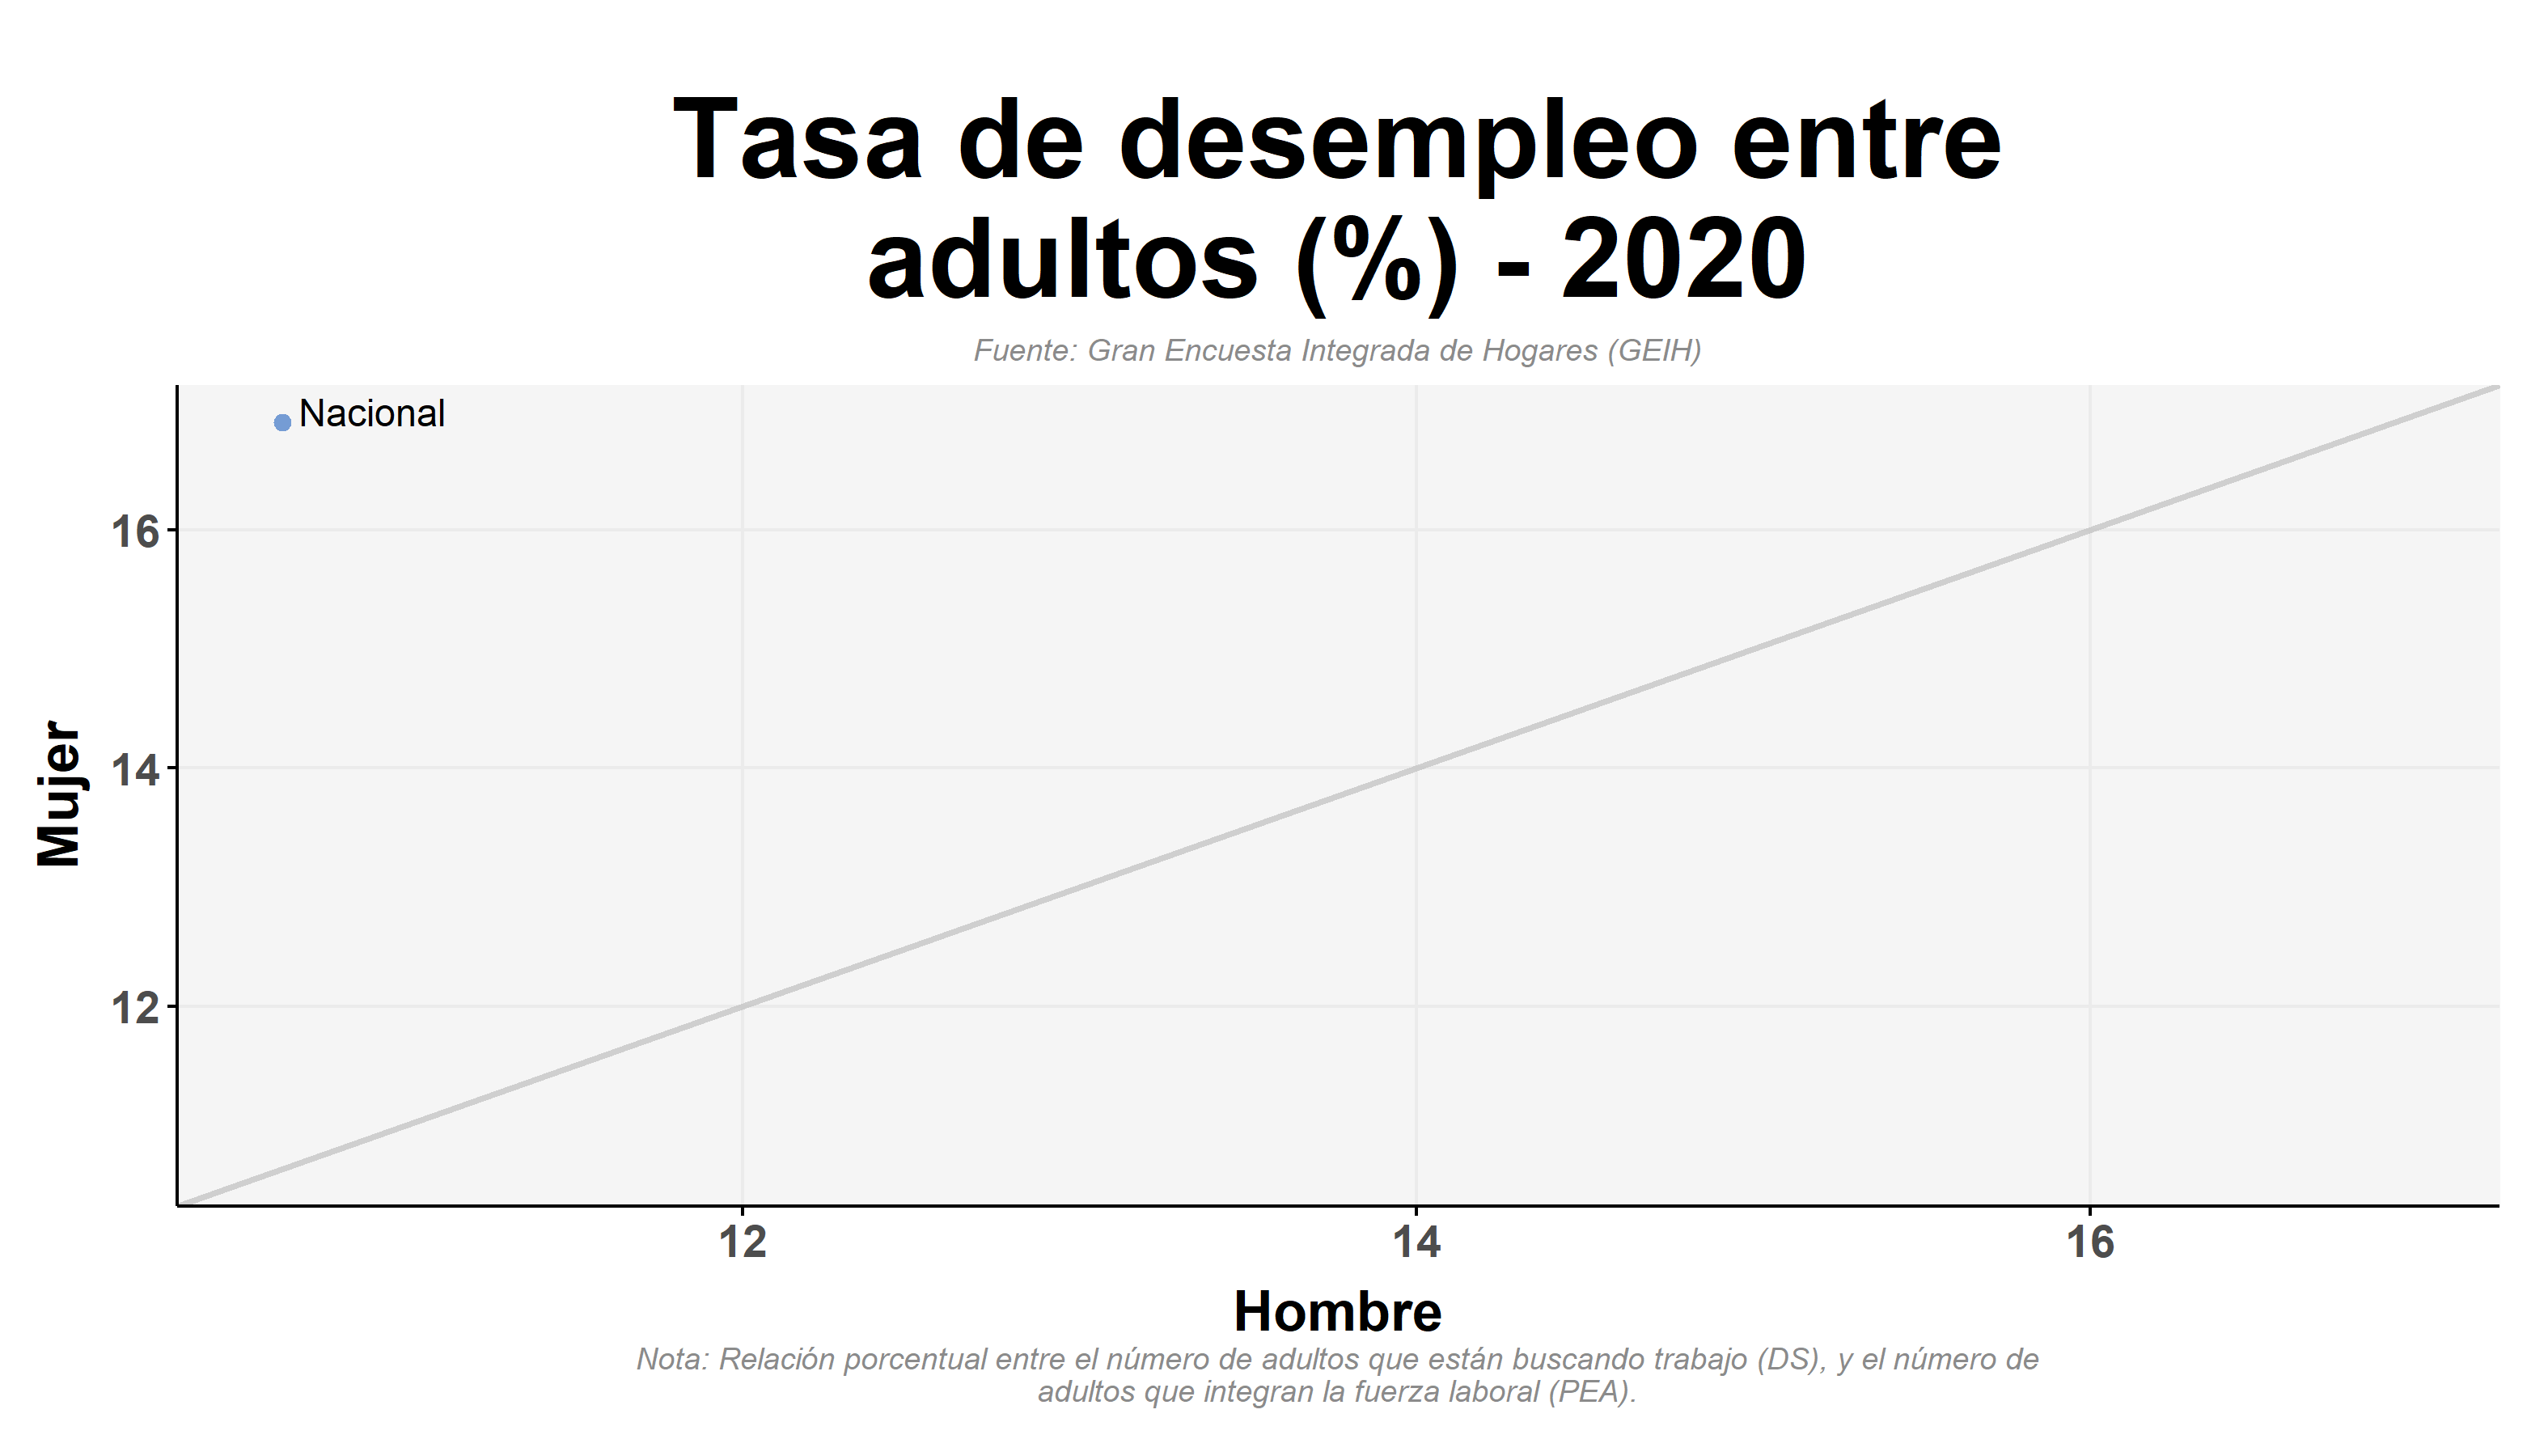 Tasa de desempleo entre
adultos (%) - 2020
Fuente: Gran Encuesta Integrada de Hogares (GEIH)
Nacional
16
14
12
Mujer
12
14
16
Hombre
Nota: Relación porcentual entre el número de adultos que están buscando trabajo (DS), y el número de
adultos que integran la fuerza laboral (PEA).